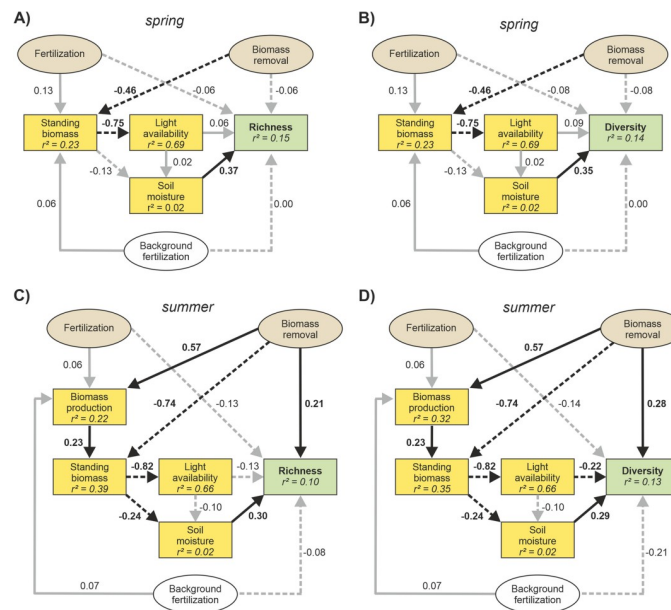 A)
spring
Fertilization
Biomass
removal
0.13
-0.46
-0.06
-0.06
Standing
biomass
r² = 0.23
-0.75
Light
availability
r² = 0.69
0.06
Richness
r² = 0.15
-0.13
0.02
0.37
Soil
moisture
r² = 0.02
0.06
0.00
Background
fertilization
B)
spring
Fertilization
Biomass
removal
0.13
-0.46
-0.08
-0.08
Standing
biomass
r² = 0.23
-0.75
Light
availability
r² = 0.69
0.09
Diversity
r² = 0.14
-0.13
0.02
0.35
Soil
moisture
r² = 0.02
0.06
0.00
Background
fertilization
C)
summer
Fertilization
Biomass
removal
0.06
0.57
Biomass
production
r² = 0.22
-0.74
-0.13
0.21
0.23
Standing
biomass
r² = 0.39
-0.82
Light
availability
r² = 0.66
-0.13
Richness
r² = 0.10
-0.24
-0.10
0.30
Soil
moisture
r² = 0.02
-0.08
0.07
Background
fertilization
D)
summer
Fertilization
Biomass
removal
0.06
0.57
Biomass
production
r² = 0.32
-0.74
-0.14
0.28
0.23
Standing
biomass
r² = 0.35
-0.82
Light
availability
r² = 0.66
-0.22
Diversity
r² = 0.13
-0.24
-0.10
0.29
Soil
moisture
r² = 0.02
-0.21
0.07
Background
fertilization